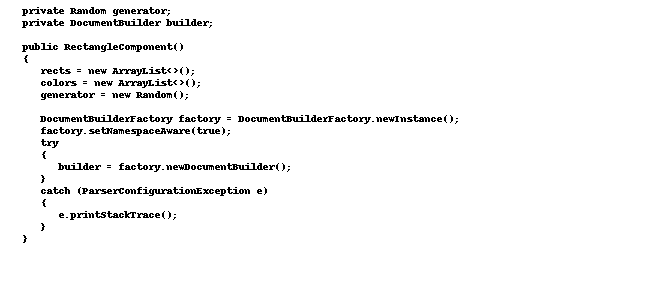 private Random generator;
private DocumentBuilder builder;
public RectangleComponent()
{
rects = new ArrayList<>();
colors = new ArrayList<>();
generator = new Random();
DocumentBuilderFactory factory = DocumentBuilderFactory.newInstance();
factory.setNamespaceAware(true);
try
{
builder = factory.newDocumentBuilder();
}
catch (ParserConfigurationException e)
{
e.printStackTrace();
}
}